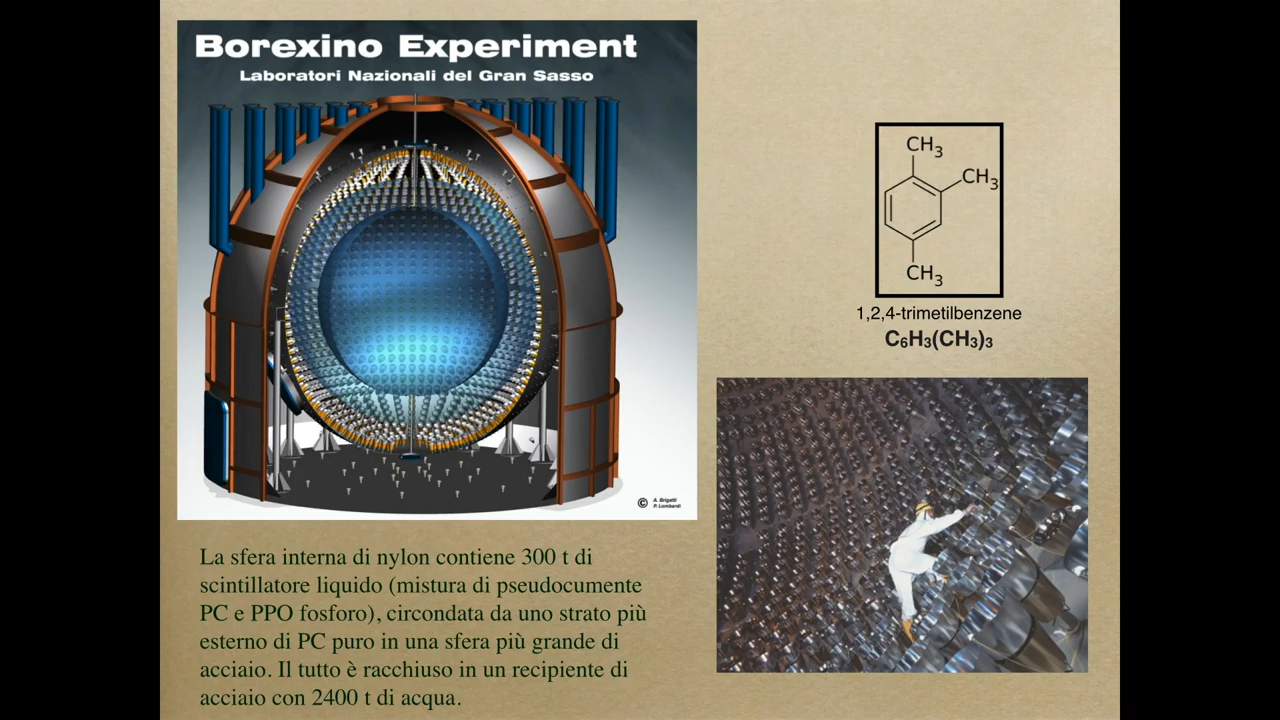 Borexino Experiment
Laboratori Nazionali del Gran Sasso
© A. Brigatti
P. Lombardi
CH₃
CH₃
CH₃
1,2,4-trimetilbenzene
C₆H₃(CH₃)₃
La sfera interna di nylon contiene 300 t di
scintillatore liquido (mistura di pseudocumente
PC e PPO fosforo), circondata da uno strato più
esterno di PC puro in una sfera più grande di
acciaio. Il tutto è racchiuso in un recipiente di
acciaio con 2400 t di acqua.